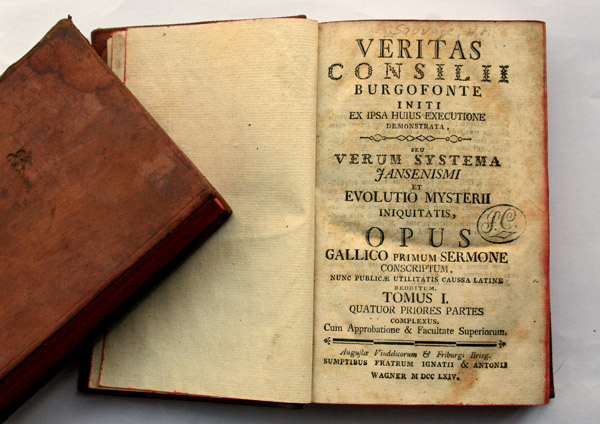 VERITAS
CONSILII
BURGOFONTE
INITI
EX IPSA HUIUS EXECUTIONE
DEMONSTRATA,
SEU
VERUM SYSTEMA
JANSENISMI
ET
EVOLUTIO MYSTERII
INIQUITATIS,
OPUS
GALLICO PRIMUM SERMONE
CONSCRIPTUM,
NUNC PUBLICÆ UTILITATIS CAUSSA LATINE
REDDITUM.
TOMUS I.
QUATUOR PRIORES PARTES
COMPLEXUS.
Cum Approbatione & Facultate Superiorum.
Augustæ Vindelicorum & Friburgi Brisg.
SUMPTIBUS FRATRUM IGNATII & ANTONII
WAGNER M DCC LXIV.